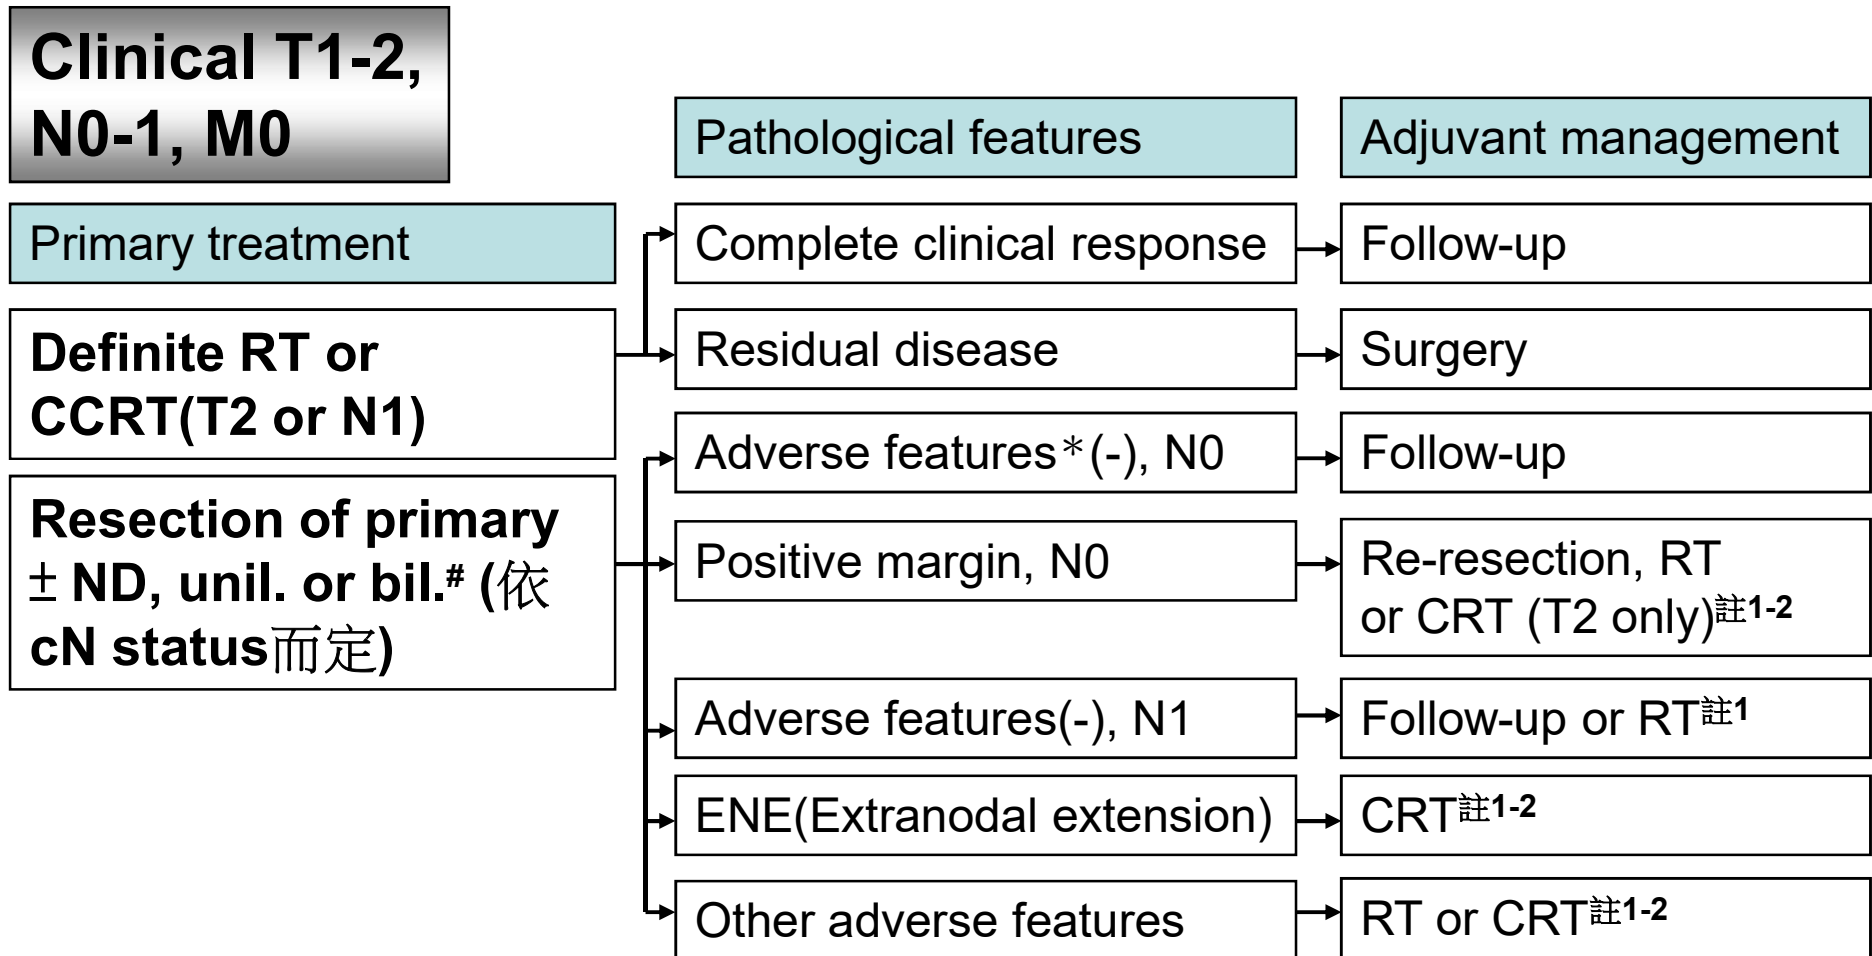 Clinical T1-2,
N0-1, M0
Pathological features
Adjuvant management
Primary treatment
Complete clinical response
Follow-up
Definite RT or
CCRT(T2 or N1)
Residual disease
Surgery
Adverse features*(-), N0
Follow-up
Resection of primary
± ND, unil. or bil.# (依
cN status而定)
Positive margin, N0
Re-resection, RT
or CRT (T2 only)註1-2
Adverse features(-), N1
Follow-up or RT註1
ENE(Extranodal extension)
CRT註1-2
Other adverse features
RT or CRT註1-2